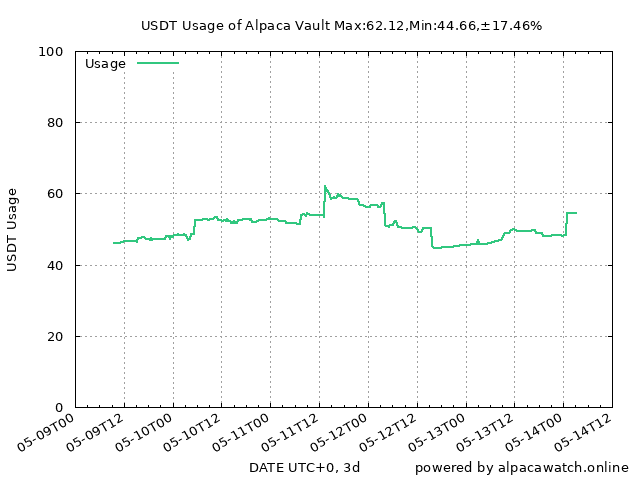 USDT Usage of Alpaca Vault Max:62.12,Min:44.66,±17.46%
100
80
60
40
20
0
USDT Usage
Usage
05-09T00
05-09T12
05-10T00
05-10T12
05-11T00
05-11T12
05-12T00
05-12T12
05-13T00
05-13T12
05-14T00
05-14T12
DATE UTC+0, 3d
powered by alpacawatch.online